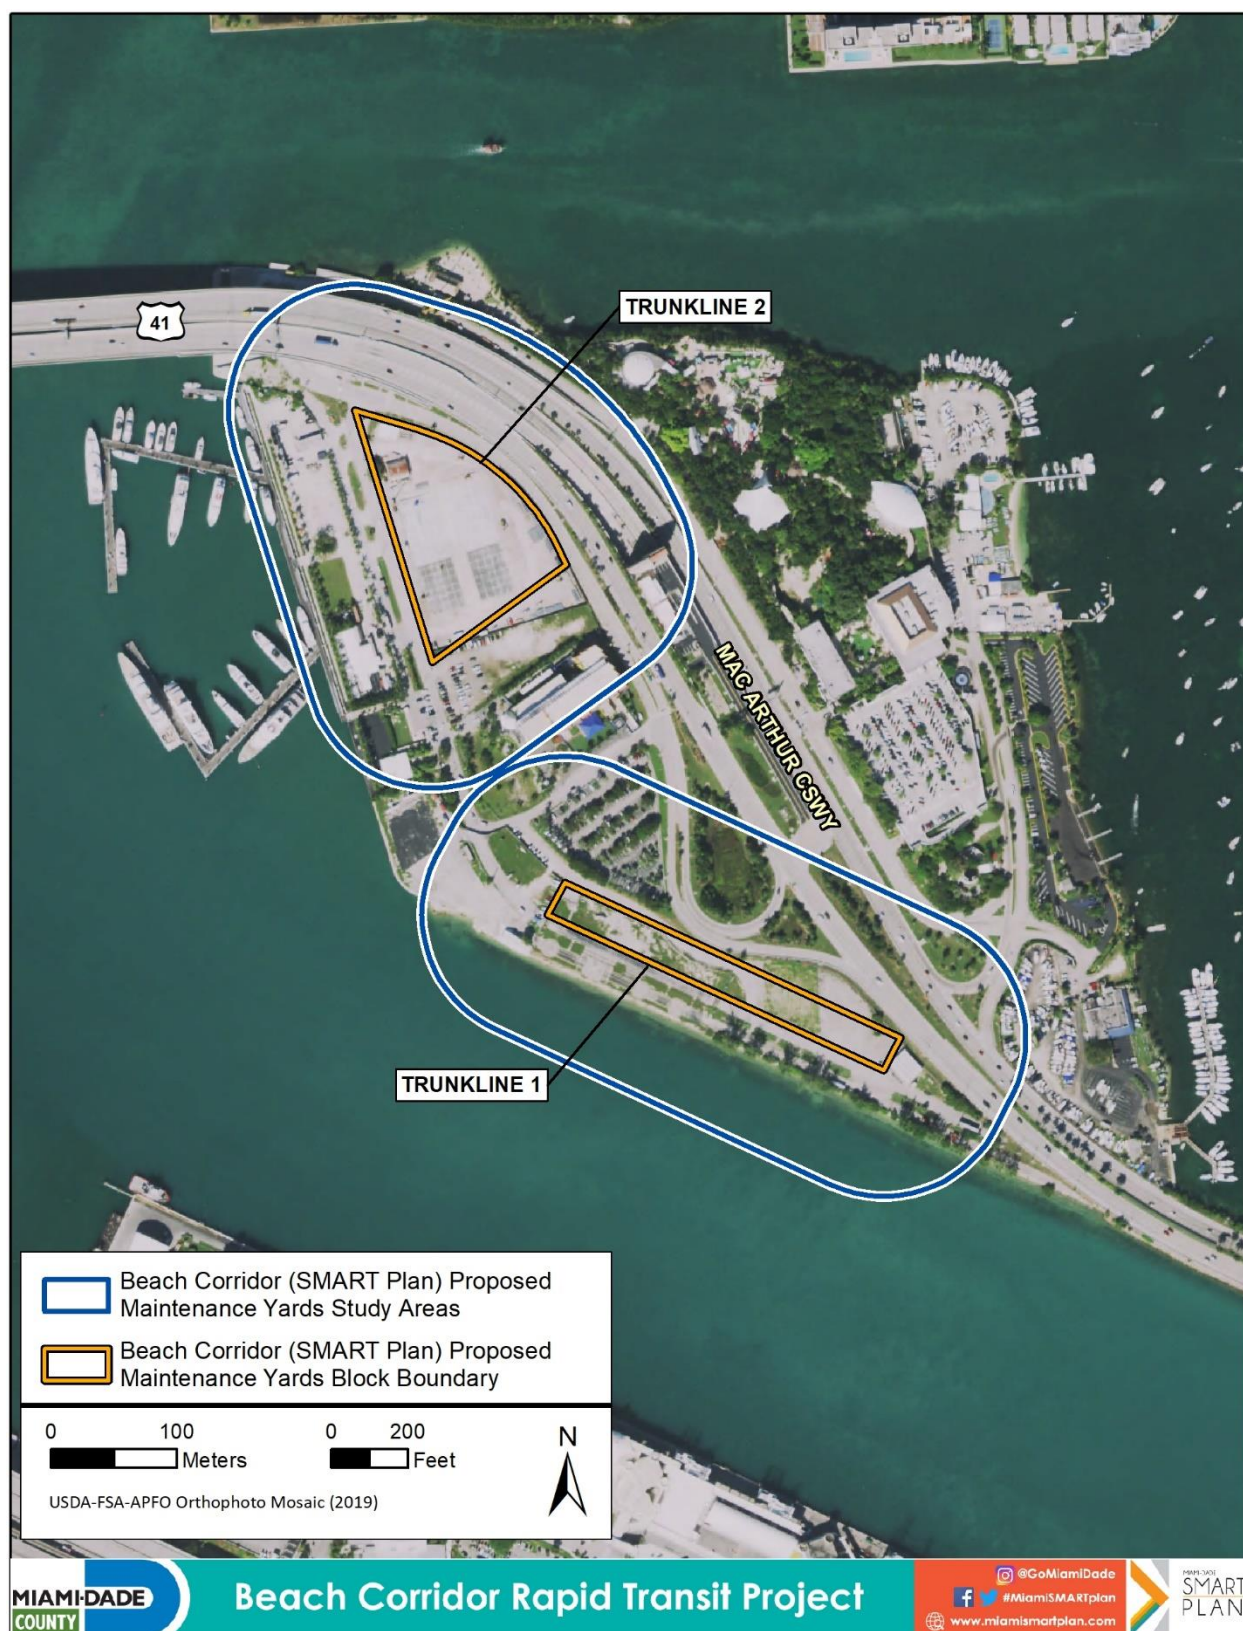 41
TRUNKLINE 2
MAC ARTHUR CSWY
TRUNKLINE 1
Beach Corridor (SMART Plan) Proposed
Maintenance Yards Study Areas
Beach Corridor (SMART Plan) Proposed
Maintenance Yards Block Boundary
0 100
Meters
0 200
Feet
N
USDA-FSA-APFO Orthophoto Mosaic (2019)
MIAMI-DADE
COUNTY
Beach Corridor Rapid Transit Project
@GoMiamiDade
#MiamiSMARTplan
www.miamismartplan.com
MIAMI-DADE
SMART
PLAN